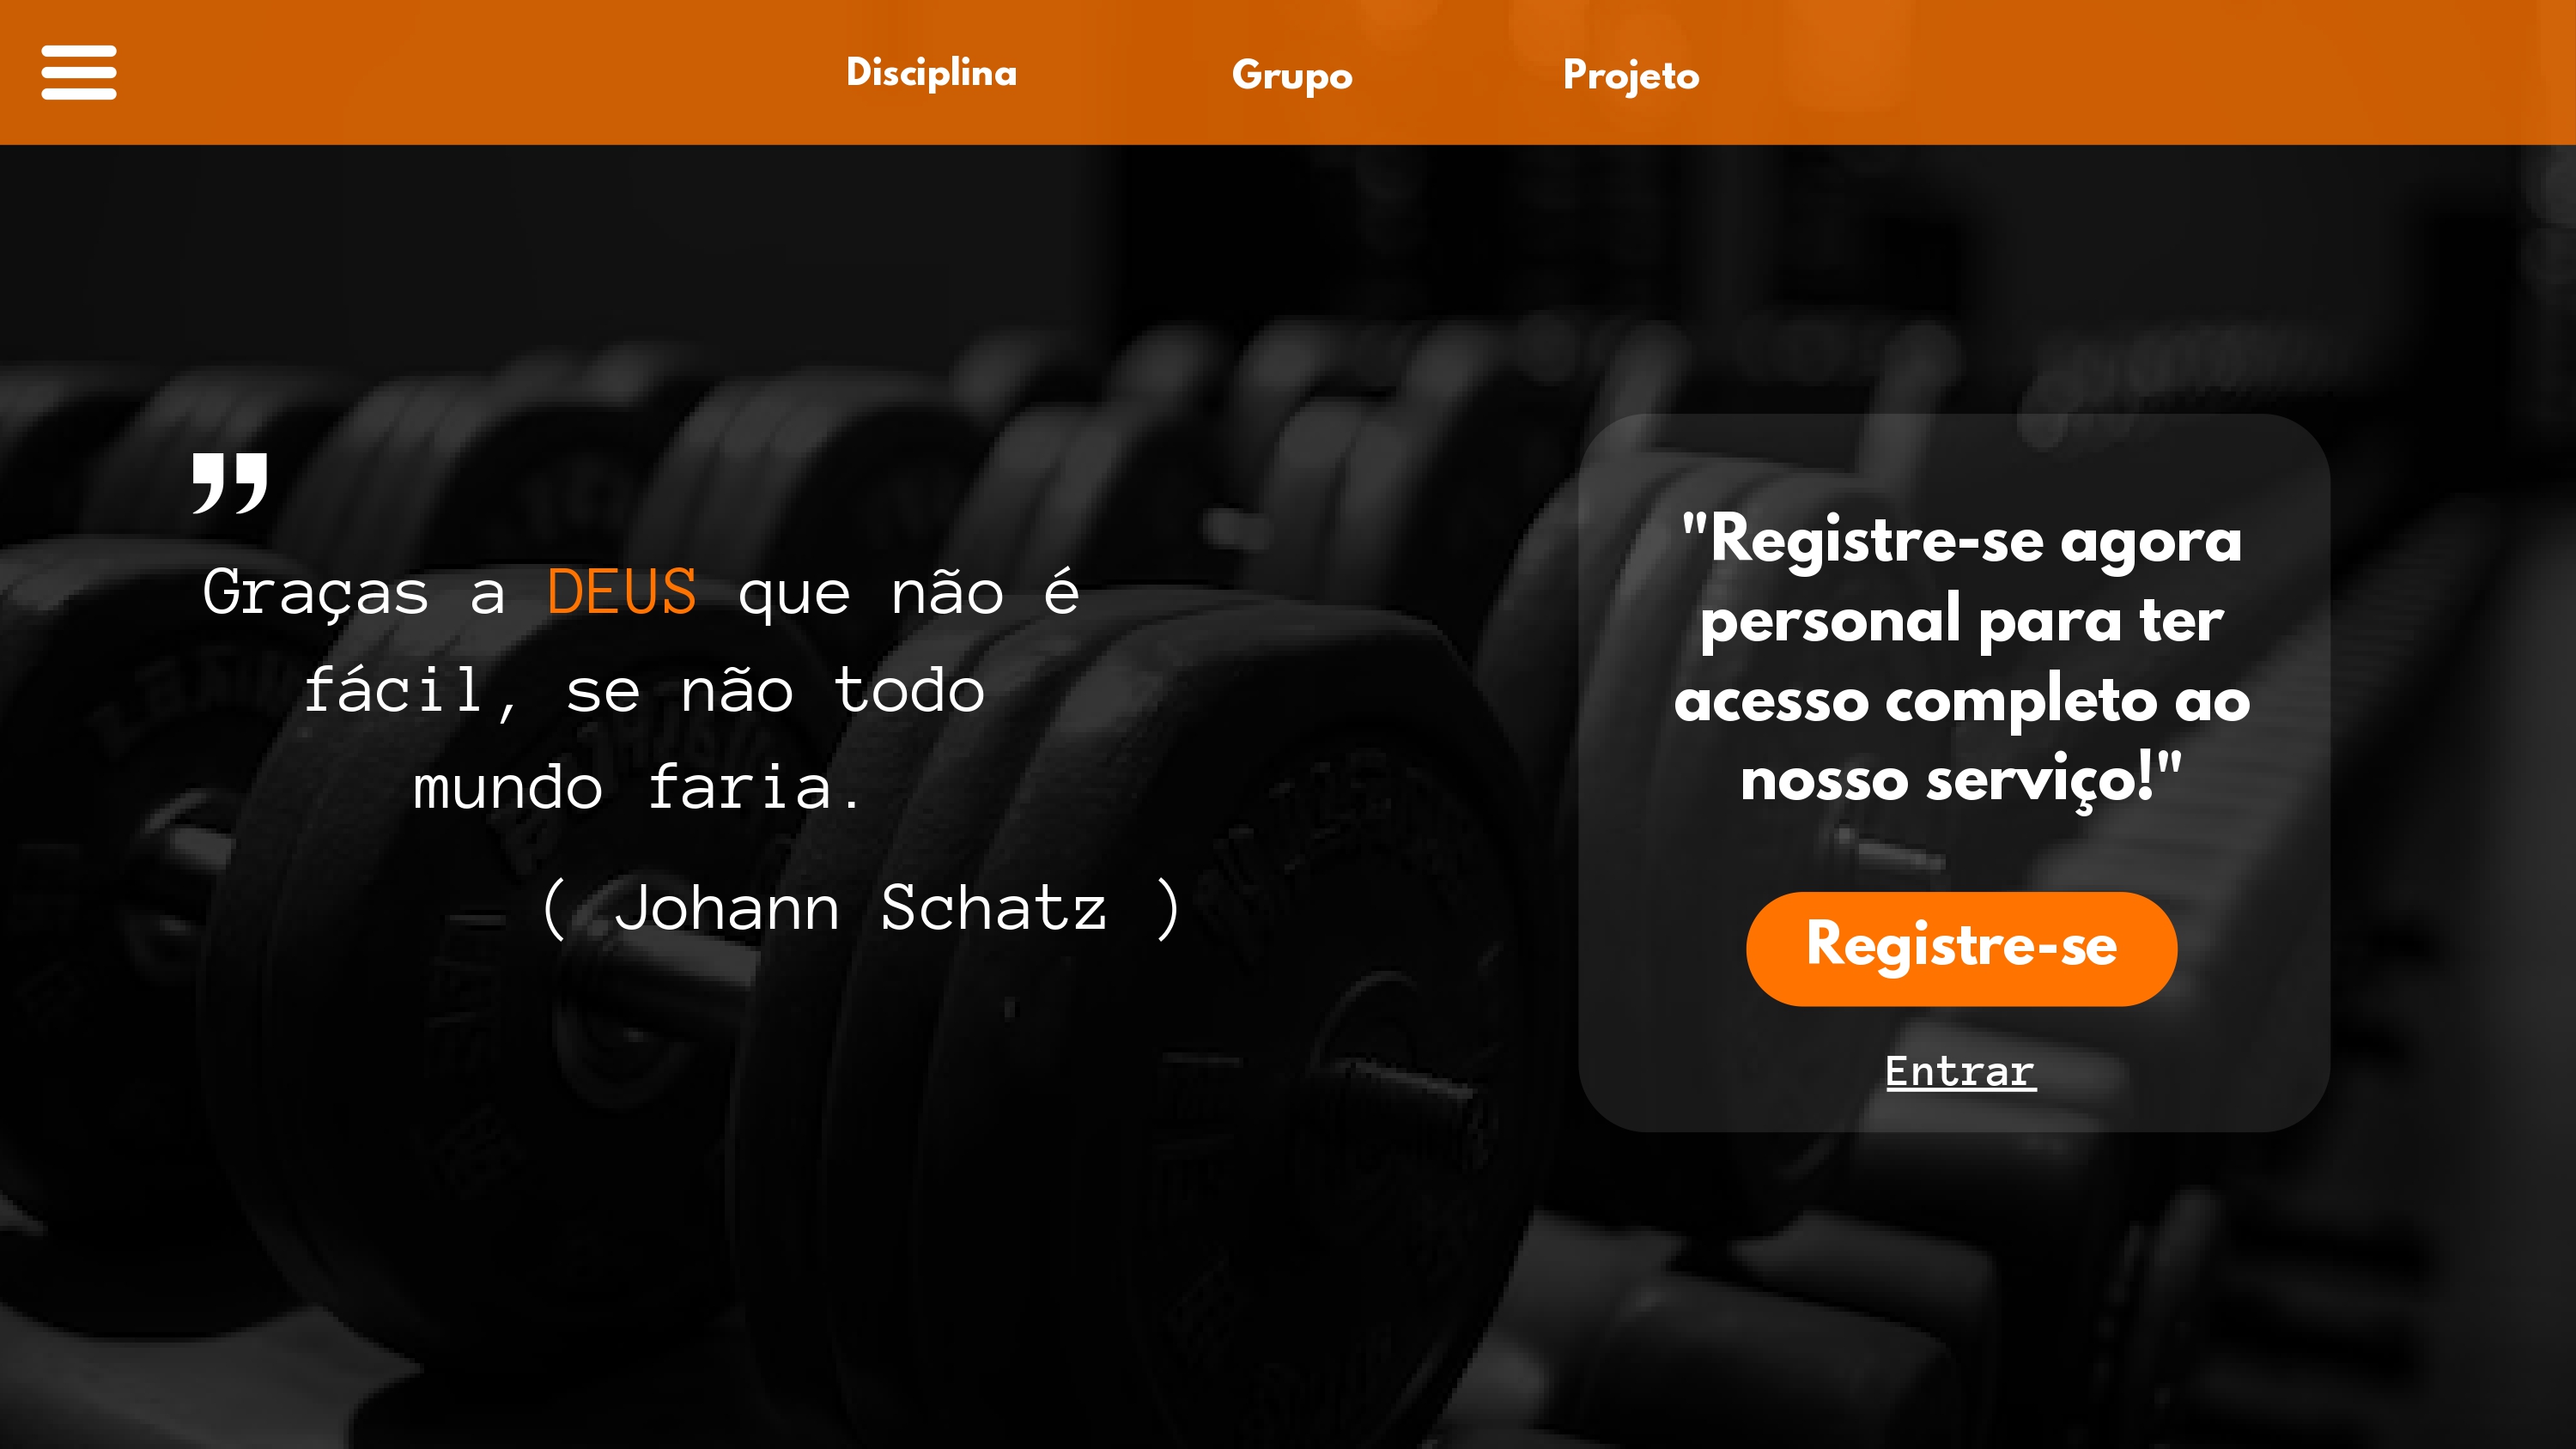 Disciplina Grupo Projeto
”
Graças a DEUS que não é
fácil, se não todo
mundo faria.
( Johann Schatz )
"Registre-se agora
personal para ter
acesso completo ao
nosso serviço!"
Registre-se
Entrar